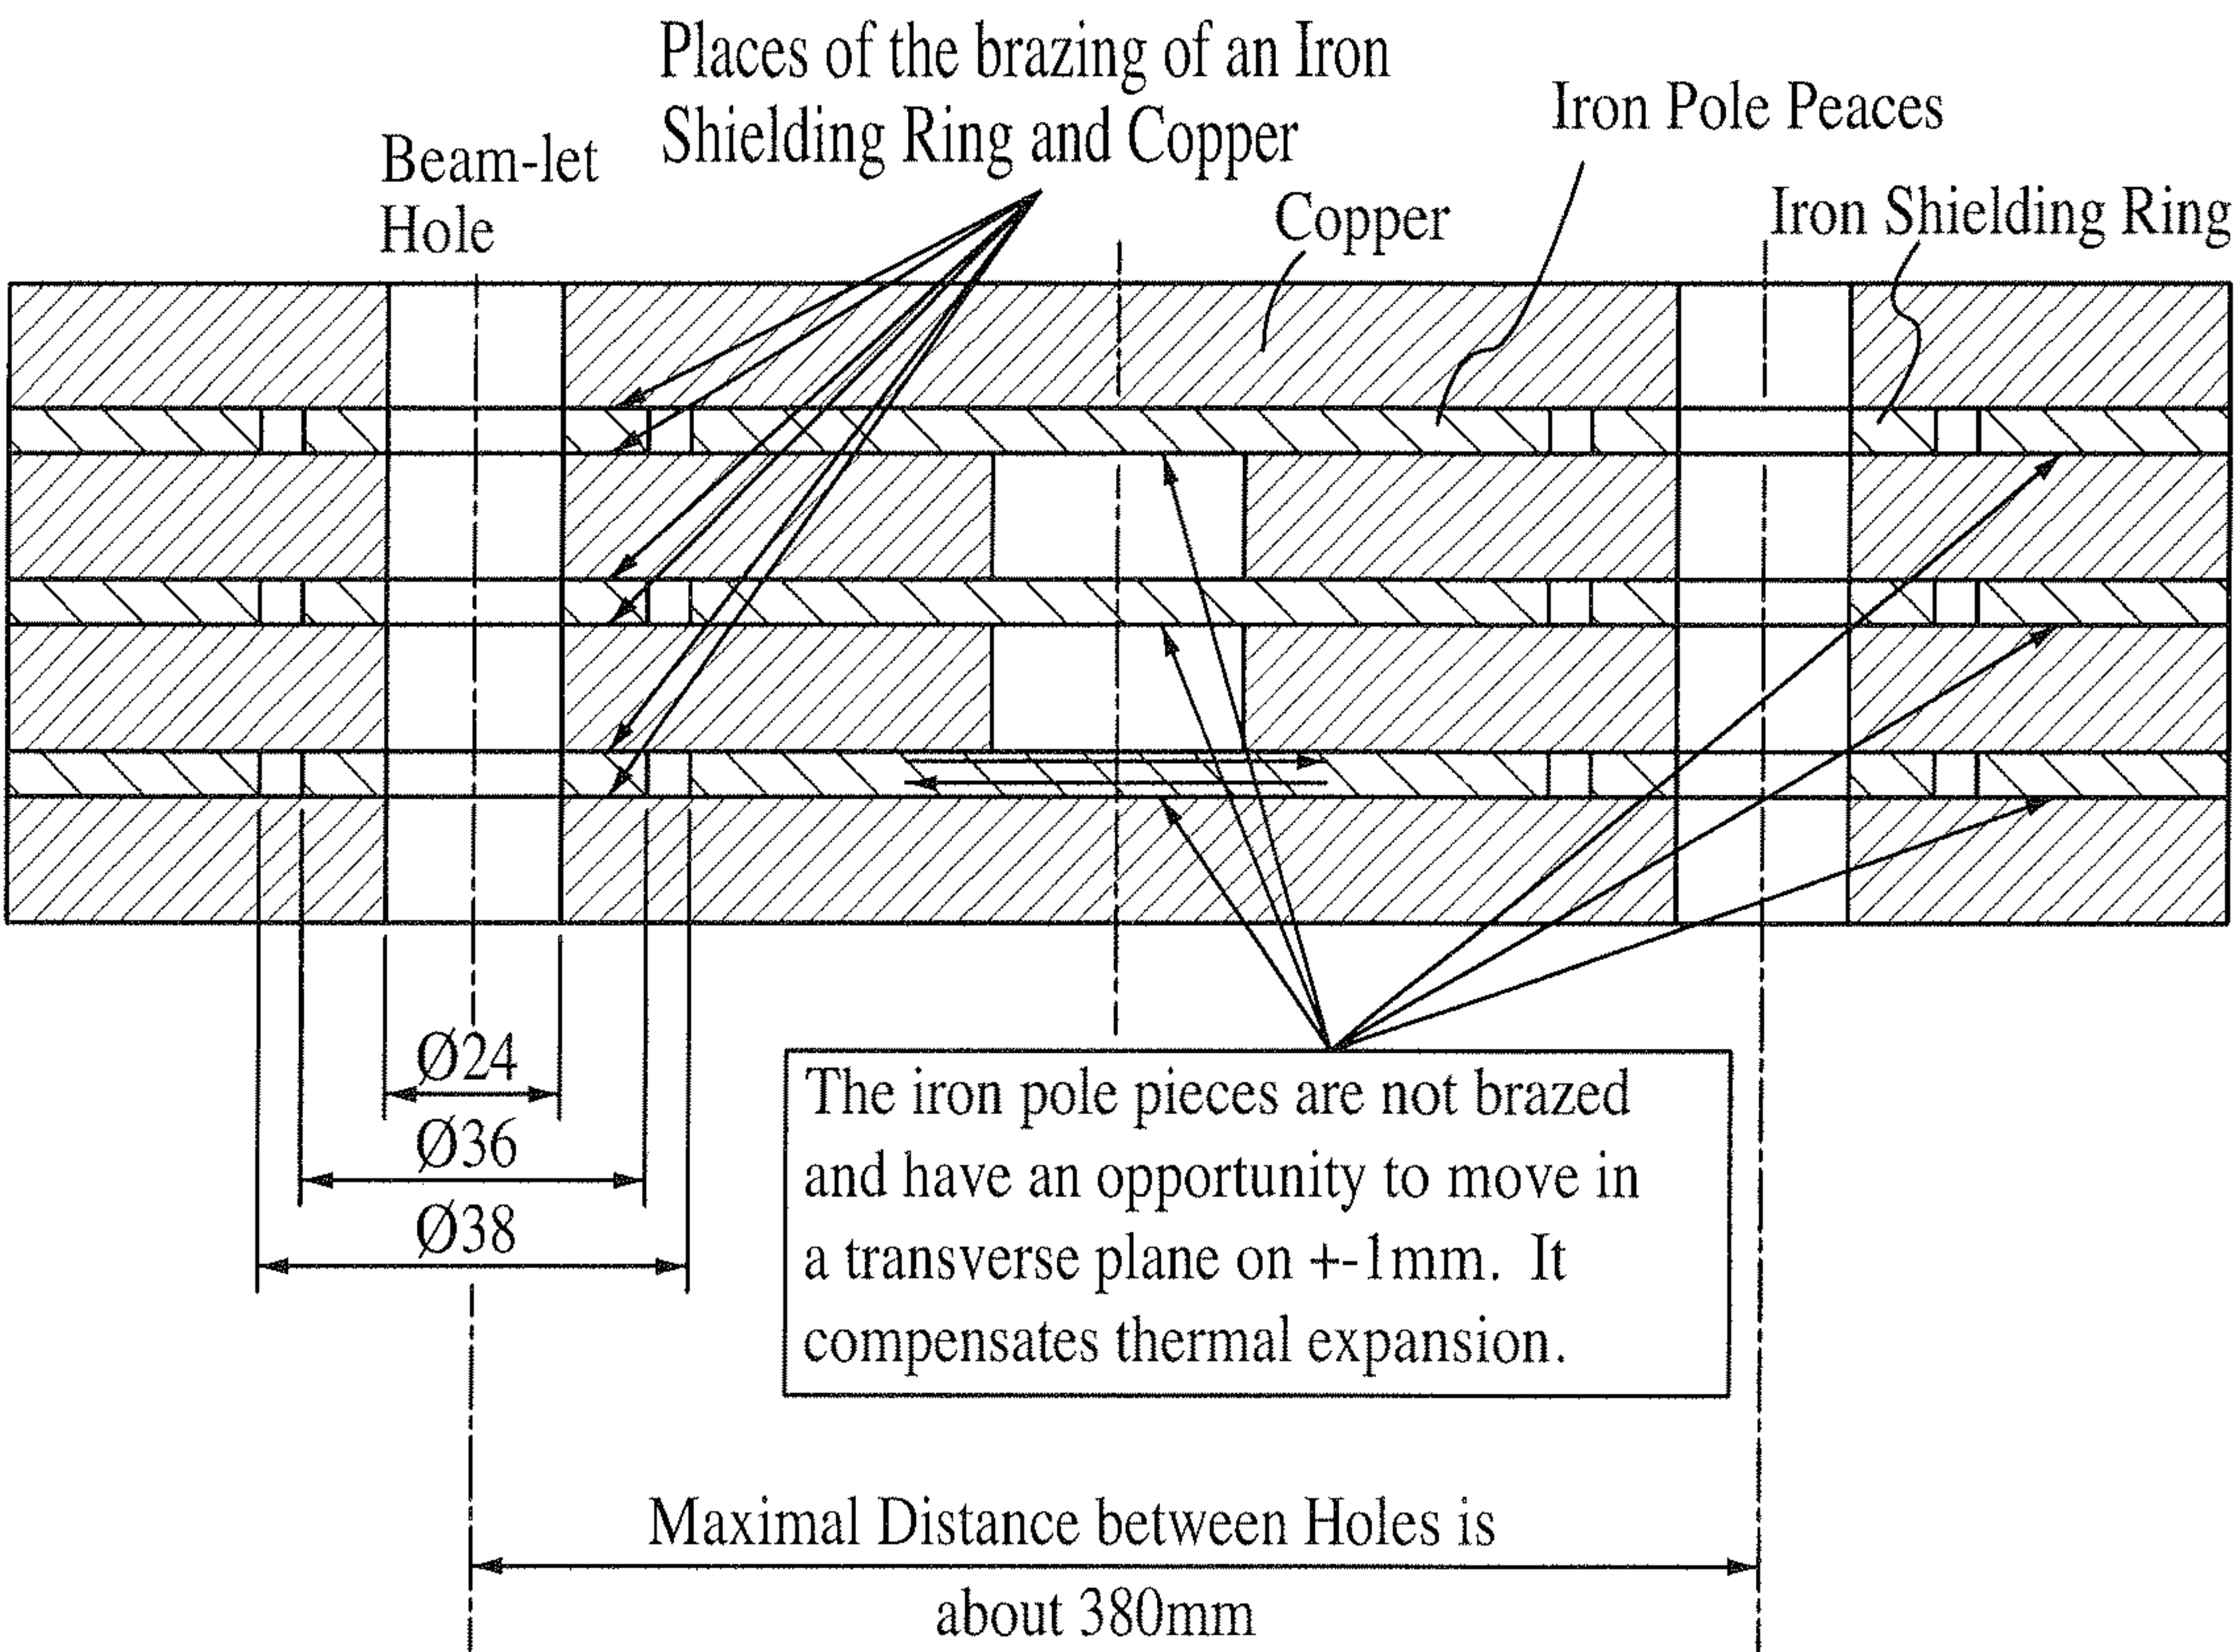 Places of the brazing of an Iron
Shielding Ring and Copper
Iron Pole Peaces
Beam-let
Hole
Copper
Iron Shielding Ring
Ø24
Ø36
Ø38
The iron pole pieces are not brazed
and have an opportunity to move in
a transverse plane on +-1mm. It
compensates thermal expansion.
Maximal Distance between Holes is
about 380mm